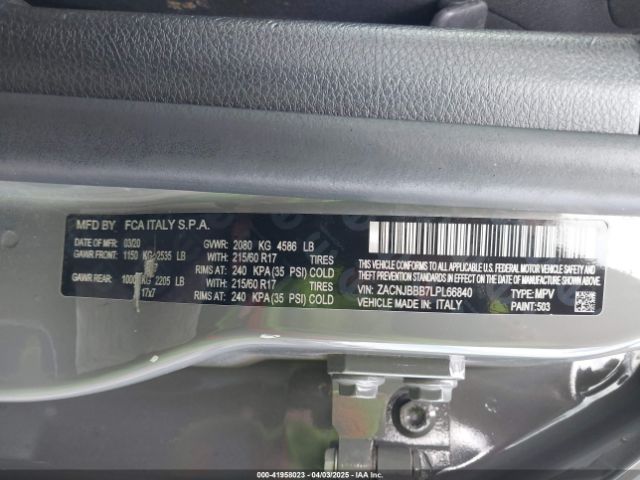 MFD BY FCA ITALY S.P.A.
DATE OF MFR: 03/20 GVWR: 2080 KG 4586 LB
GAWR FRONT: 1150 KG 2535 LB WITH: 215/60 R17 TIRES
RIMS AT: 240 KPA (35 PSI) COLD
GAWR REAR: 1000 KG 2205 LB WITH: 215/60 R17 TIRES
17x7 RIMS AT: 240 KPA (35 PSI) COLD
THIS VEHICLE CONFORMS TO ALL APPLICABLE U.S.A. FEDERAL MOTOR VEHICLE SAFETY, BUMPER, AND THEFT PREVENTION STANDARDS IN EFFECT ON THE DATE OF MANUFACTURE SHOWN ABOVE.
VIN: ZACNJBBB7LPL66840 TYPE: MPV
VEHICLE MADE IN: ITALY PAINT: 503
000-41958023 - 04/03/2025 - IAAI.com